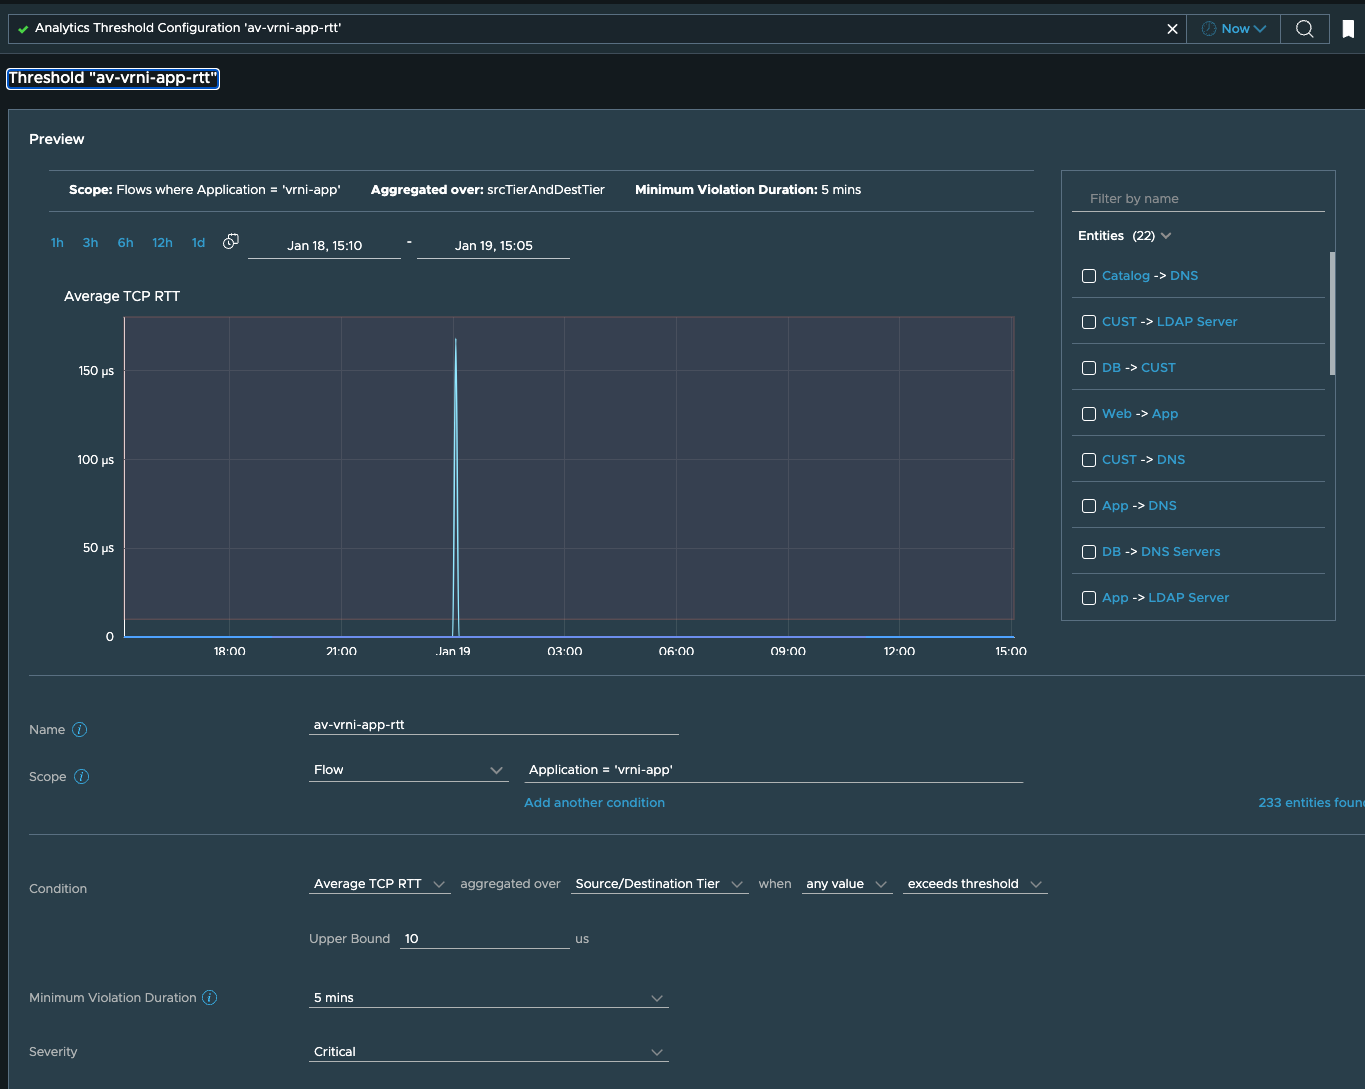 Analytics Threshold Configuration 'av-vrni-app-rtt'
Now
Threshold "av-vrni-app-rtt"
Preview
Scope: Flows where Application = 'vrni-app' Aggregated over: srcTierAndDestTier Minimum Violation Duration: 5 mins
1h 3h 6h 12h 1d Jan 18, 15:10 - Jan 19, 15:05
Average TCP RTT
150 µs
100 µs
50 µs
0
18:00 21:00 Jan 19 03:00 06:00 09:00 12:00 15:00
Filter by name
Entities (22)
Catalog -> DNS
CUST -> LDAP Server
DB -> CUST
Web -> App
CUST -> DNS
App -> DNS
DB -> DNS Servers
App -> LDAP Server
Name i av-vrni-app-rtt
Scope i Flow Application = 'vrni-app'
Add another condition 233 entities foun
Condition Average TCP RTT aggregated over Source/Destination Tier when any value exceeds threshold
Upper Bound 10 us
Minimum Violation Duration i 5 mins
Severity Critical